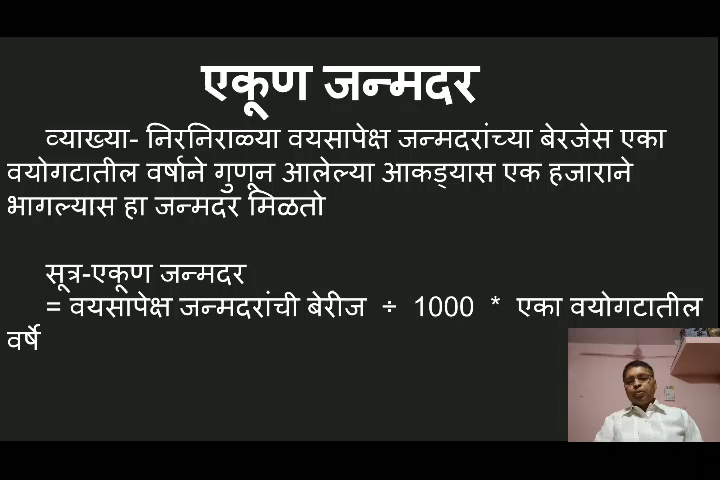 एकूण जन्मदर
व्याख्या- निरनिराळ्या वयसापेक्ष जन्मदरांच्या बेरजेस एका
वयोगटातील वर्षाने गुणून आलेल्या आकड्यास एक हजाराने
भागल्यास हा जन्मदर मिळतो
सूत्र-एकूण जन्मदर
= वयसापेक्ष जन्मदरांची बेरीज ÷ 1000 * एका वयोगटातील
वर्षे